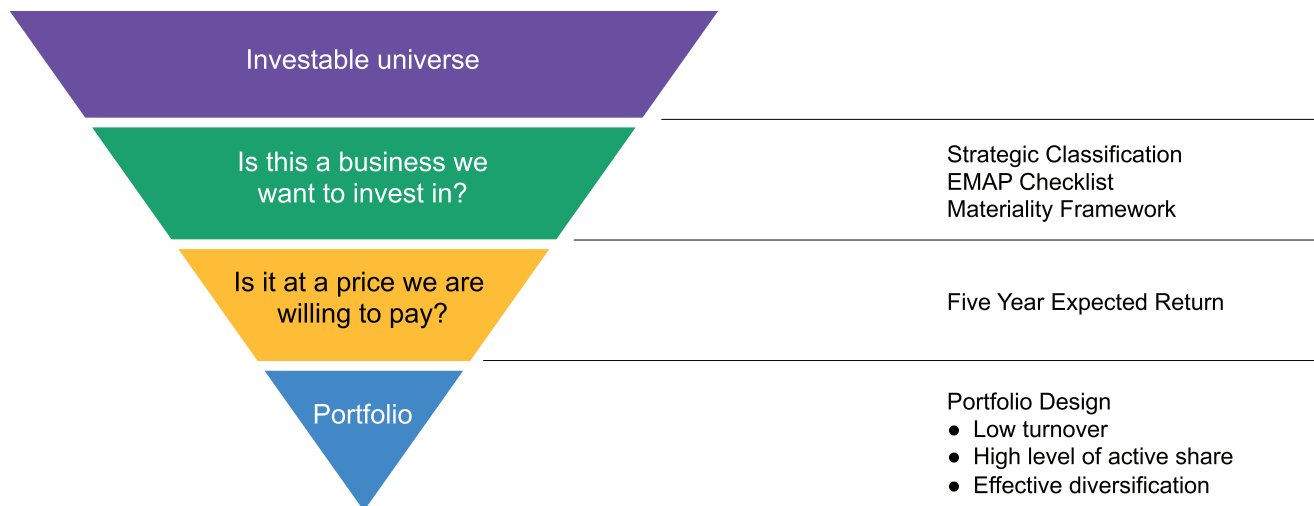 Investable universe
Is this a business we
want to invest in?
Strategic Classification
EMAP Checklist
Materiality Framework
Is it at a price we are
willing to pay?
Five Year Expected Return
Portfolio
Portfolio Design
● Low turnover
● High level of active share
● Effective diversification